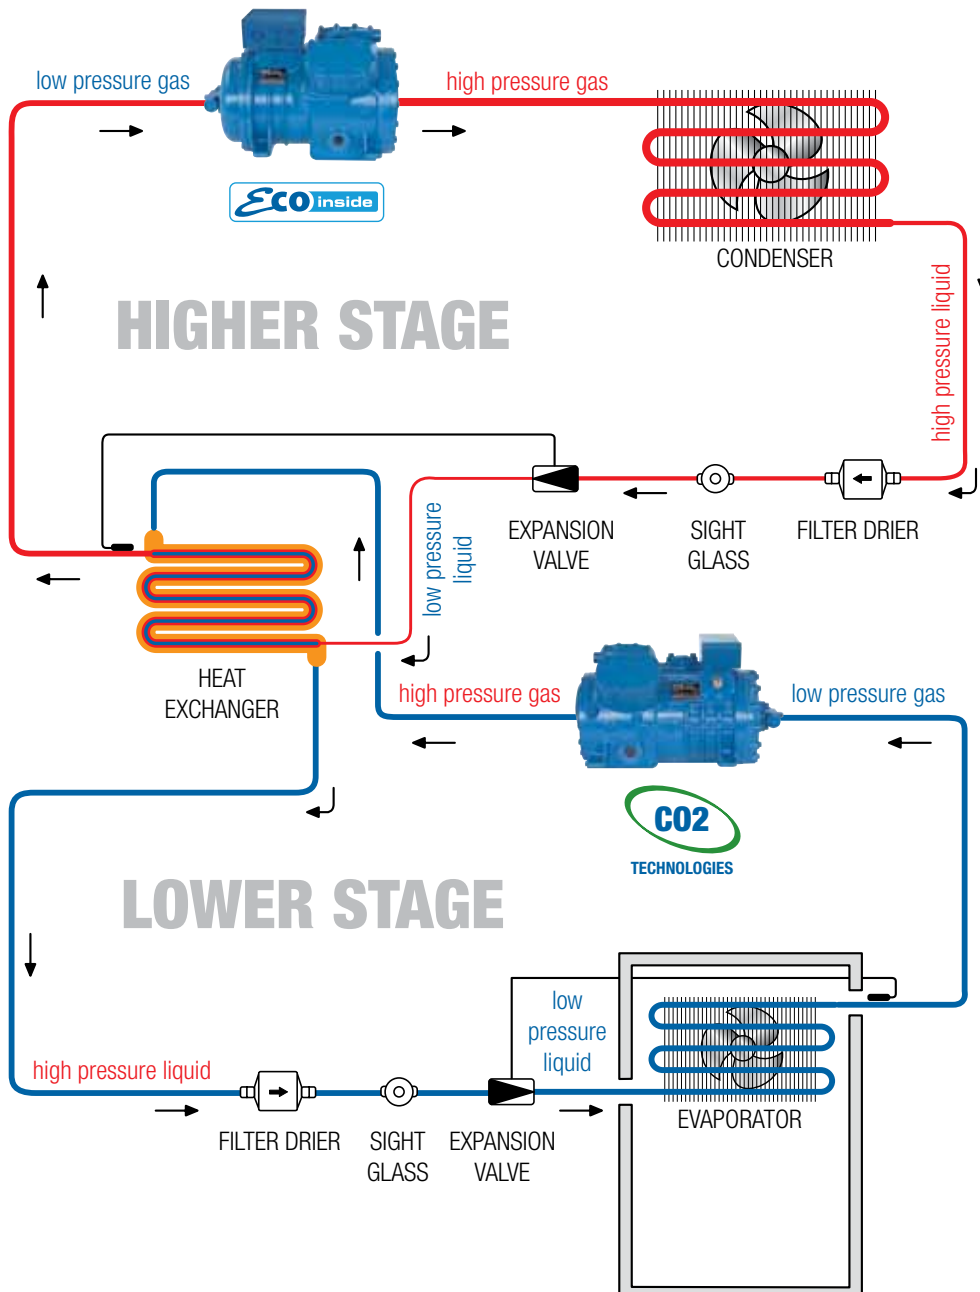 low pressure gas
high pressure gas
ECO inside
CONDENSER
high pressure liquid
HIGHER STAGE
EXPANSION
VALVE
SIGHT
GLASS
FILTER DRIER
low pressure
liquid
HEAT
EXCHANGER
high pressure gas
low pressure gas
CO2
TECHNOLOGIES
LOWER STAGE
low
pressure
liquid
high pressure liquid
EVAPORATOR
FILTER DRIER
SIGHT
GLASS
EXPANSION
VALVE